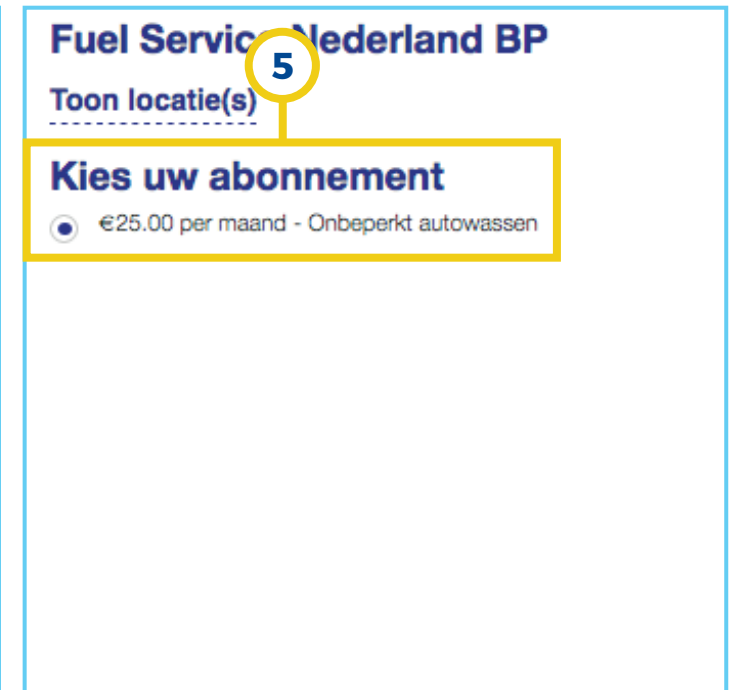 Fuel Service Nederland BP
5
Toon locatie(s)
Kies uw abonnement
€25.00 per maand - Onbeperkt autowassen